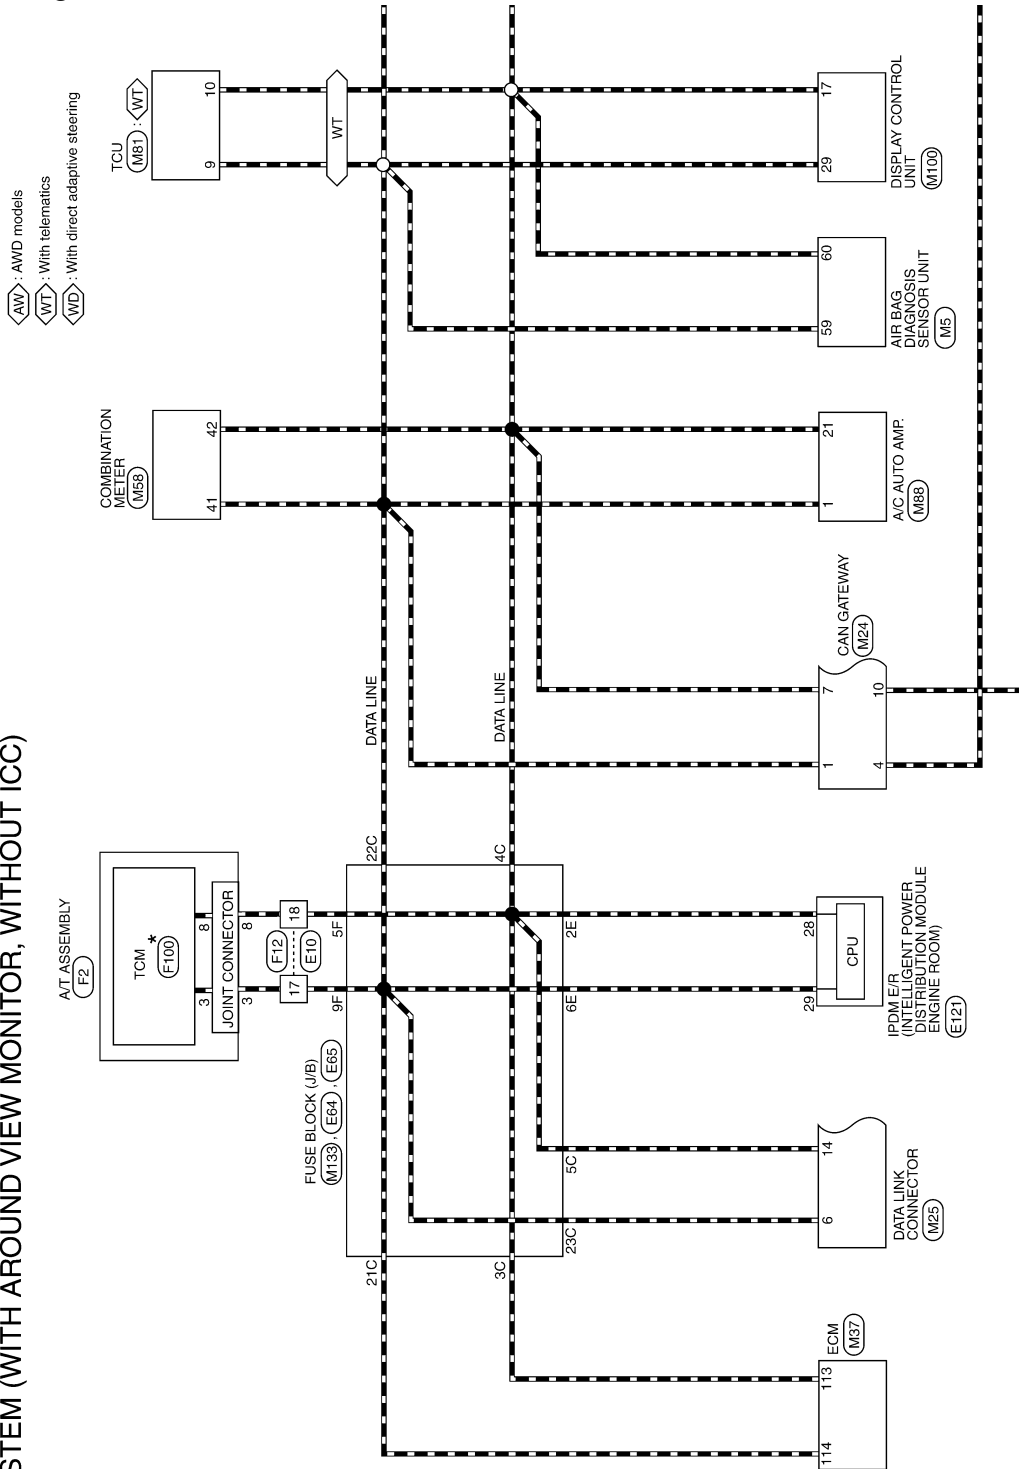 STEM (WITH AROUND VIEW MONITOR, WITHOUT ICC)
AW : AWD models
WT : With telematics
WD : With direct adaptive steering
A/T ASSEMBLY
F2
TCM
F100
*
3
8
JOINT CONNECTOR
3
8
17
18
F12
E10
COMBINATION
METER
M58
41
42
TCU
M81 : WT
9
10
WT
FUSE BLOCK (J/B)
M133 , E64 , E65
9F
5F
21C
22C
DATA LINE
3C
4C
DATA LINE
23C
5C
6E
2E
114
113
ECM
M37
6
14
DATA LINK
CONNECTOR
M25
29
28
CPU
IPDM E/R
(INTELLIGENT POWER
DISTRIBUTION MODULE
ENGINE ROOM)
E121
1
7
4
10
CAN GATEWAY
M24
1
21
A/C AUTO AMP.
M88
59
60
AIR BAG
DIAGNOSIS
SENSOR UNIT
M5
29
17
DISPLAY CONTROL
UNIT
M100